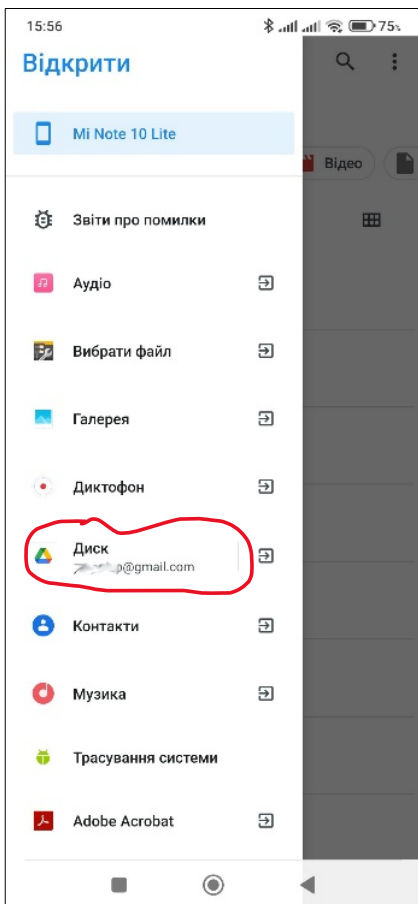 15:56
75%
Відкрити
Mi Note 10 Lite
Відео
Звіти про помилки
Аудіо
Вибрати файл
Галерея
Диктофон
Диск
@gmail.com
Контакти
Музика
Трасування системи
Adobe Acrobat